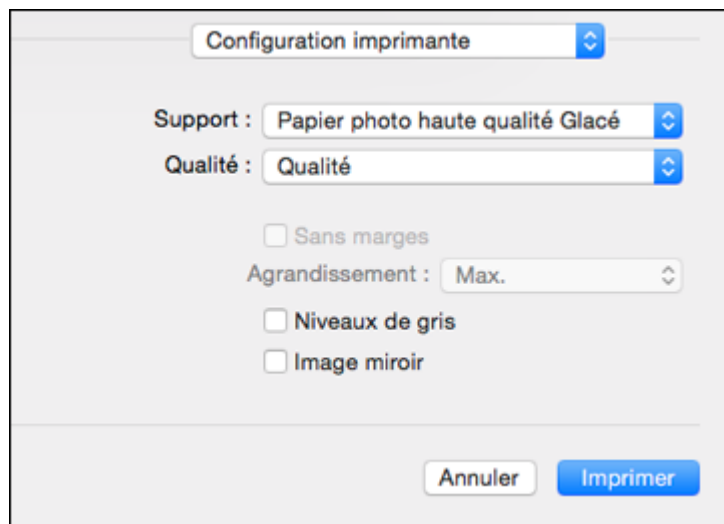 Configuration imprimante
Support : Papier photo haute qualité Glacé
Qualité : Qualité
Sans marges
Agrandissement : Max.
Niveaux de gris
Image miroir
Annuler Imprimer